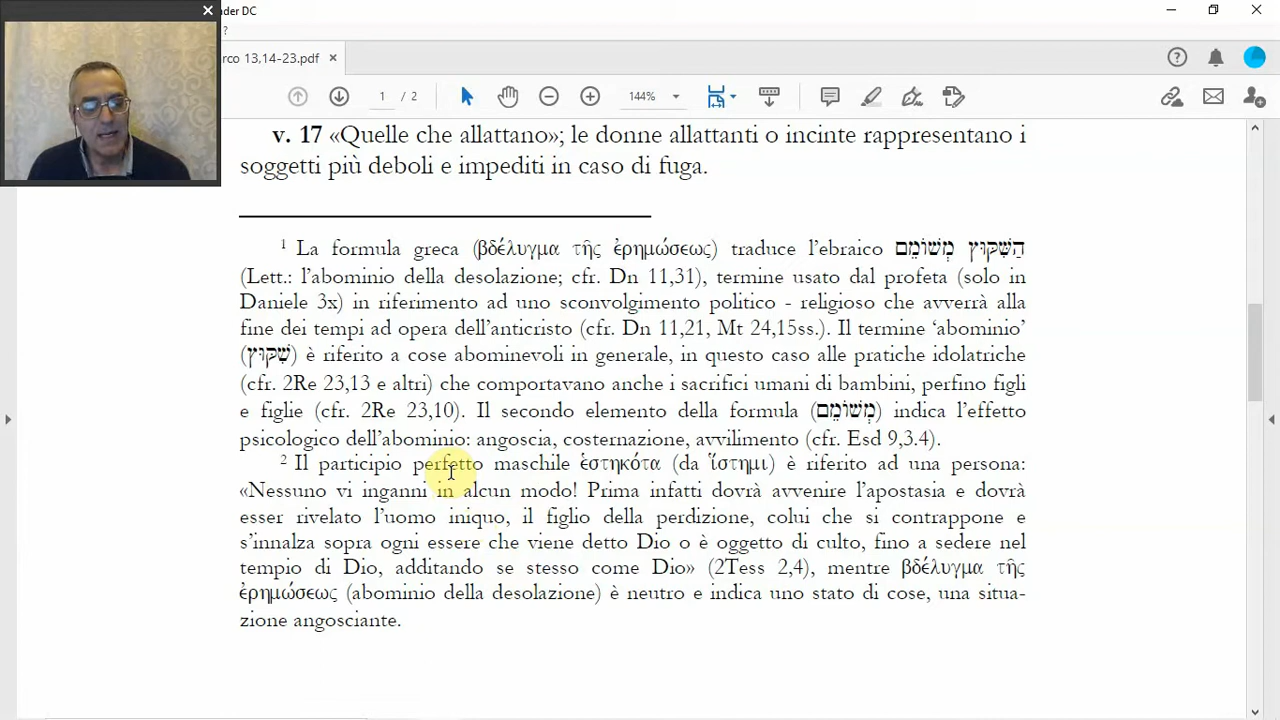 nder DC
?
rco 13,14-23.pdf
1 / 2
144%
v. 17 «Quelle che allattano»; le donne allattanti o incinte rappresentano i
soggetti più deboli e impediti in caso di fuga.
1 La formula greca (βδέλυγμα τῆς ἐρημώσεως) traduce l'ebraico הַשִּׁקּוּץ מְשׁוֹמֵם
(Lett.: l'abominio della desolazione; cfr. Dn 11,31), termine usato dal profeta (solo in
Daniele 3x) in riferimento ad uno sconvolgimento politico - religioso che avverrà alla
fine dei tempi ad opera dell'anticristo (cfr. Dn 11,21, Mt 24,15ss.). Il termine 'abominio'
(שִׁקּוּץ) è riferito a cose abominevoli in generale, in questo caso alle pratiche idolatriche
(cfr. 2Re 23,13 e altri) che comportavano anche i sacrifici umani di bambini, perfino figli
e figlie (cfr. 2Re 23,10). Il secondo elemento della formula (מְשׁוֹמֵם) indica l'effetto
psicologico dell'abominio: angoscia, costernazione, avvilimento (cfr. Esd 9,3.4).
2 Il participio perfetto maschile ἑστηκότα (da ἵστημι) è riferito ad una persona:
«Nessuno vi inganni in alcun modo! Prima infatti dovrà avvenire l'apostasia e dovrà
esser rivelato l'uomo iniquo, il figlio della perdizione, colui che si contrappone e
s'innalza sopra ogni essere che viene detto Dio o è oggetto di culto, fino a sedere nel
tempio di Dio, additando se stesso come Dio» (2Tess 2,4), mentre βδέλυγμα τῆς
ἐρημώσεως (abominio della desolazione) è neutro e indica uno stato di cose, una situa-
zione angosciante.